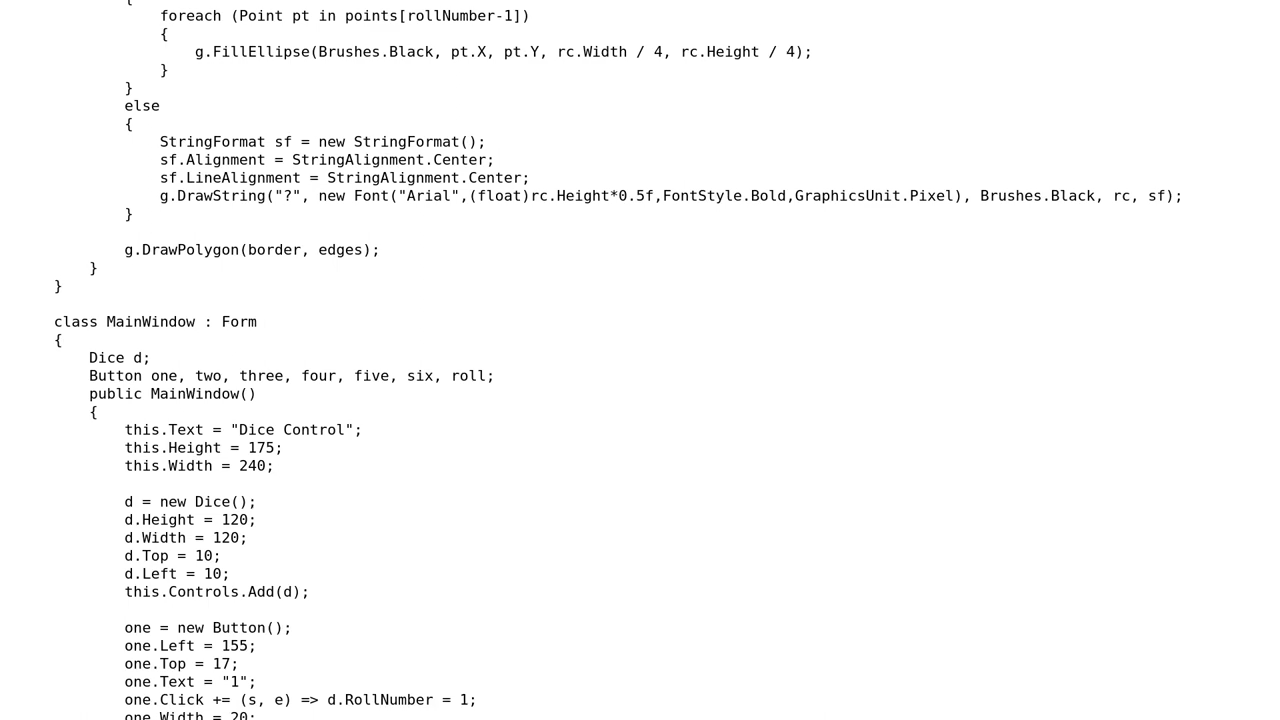 {
foreach (Point pt in points[rollNumber-1])
{
g.FillEllipse(Brushes.Black, pt.X, pt.Y, rc.Width / 4, rc.Height / 4);
}
}
else
{
StringFormat sf = new StringFormat();
sf.Alignment = StringAlignment.Center;
sf.LineAlignment = StringAlignment.Center;
g.DrawString("?", new Font("Arial",(float)rc.Height*0.5f,FontStyle.Bold,GraphicsUnit.Pixel), Brushes.Black, rc, sf);
}
g.DrawPolygon(border, edges);
}
}
class MainWindow : Form
{
Dice d;
Button one, two, three, four, five, six, roll;
public MainWindow()
{
this.Text = "Dice Control";
this.Height = 175;
this.Width = 240;
d = new Dice();
d.Height = 120;
d.Width = 120;
d.Top = 10;
d.Left = 10;
this.Controls.Add(d);
one = new Button();
one.Left = 155;
one.Top = 17;
one.Text = "1";
one.Click += (s, e) => d.RollNumber = 1;
one.Width = 20;